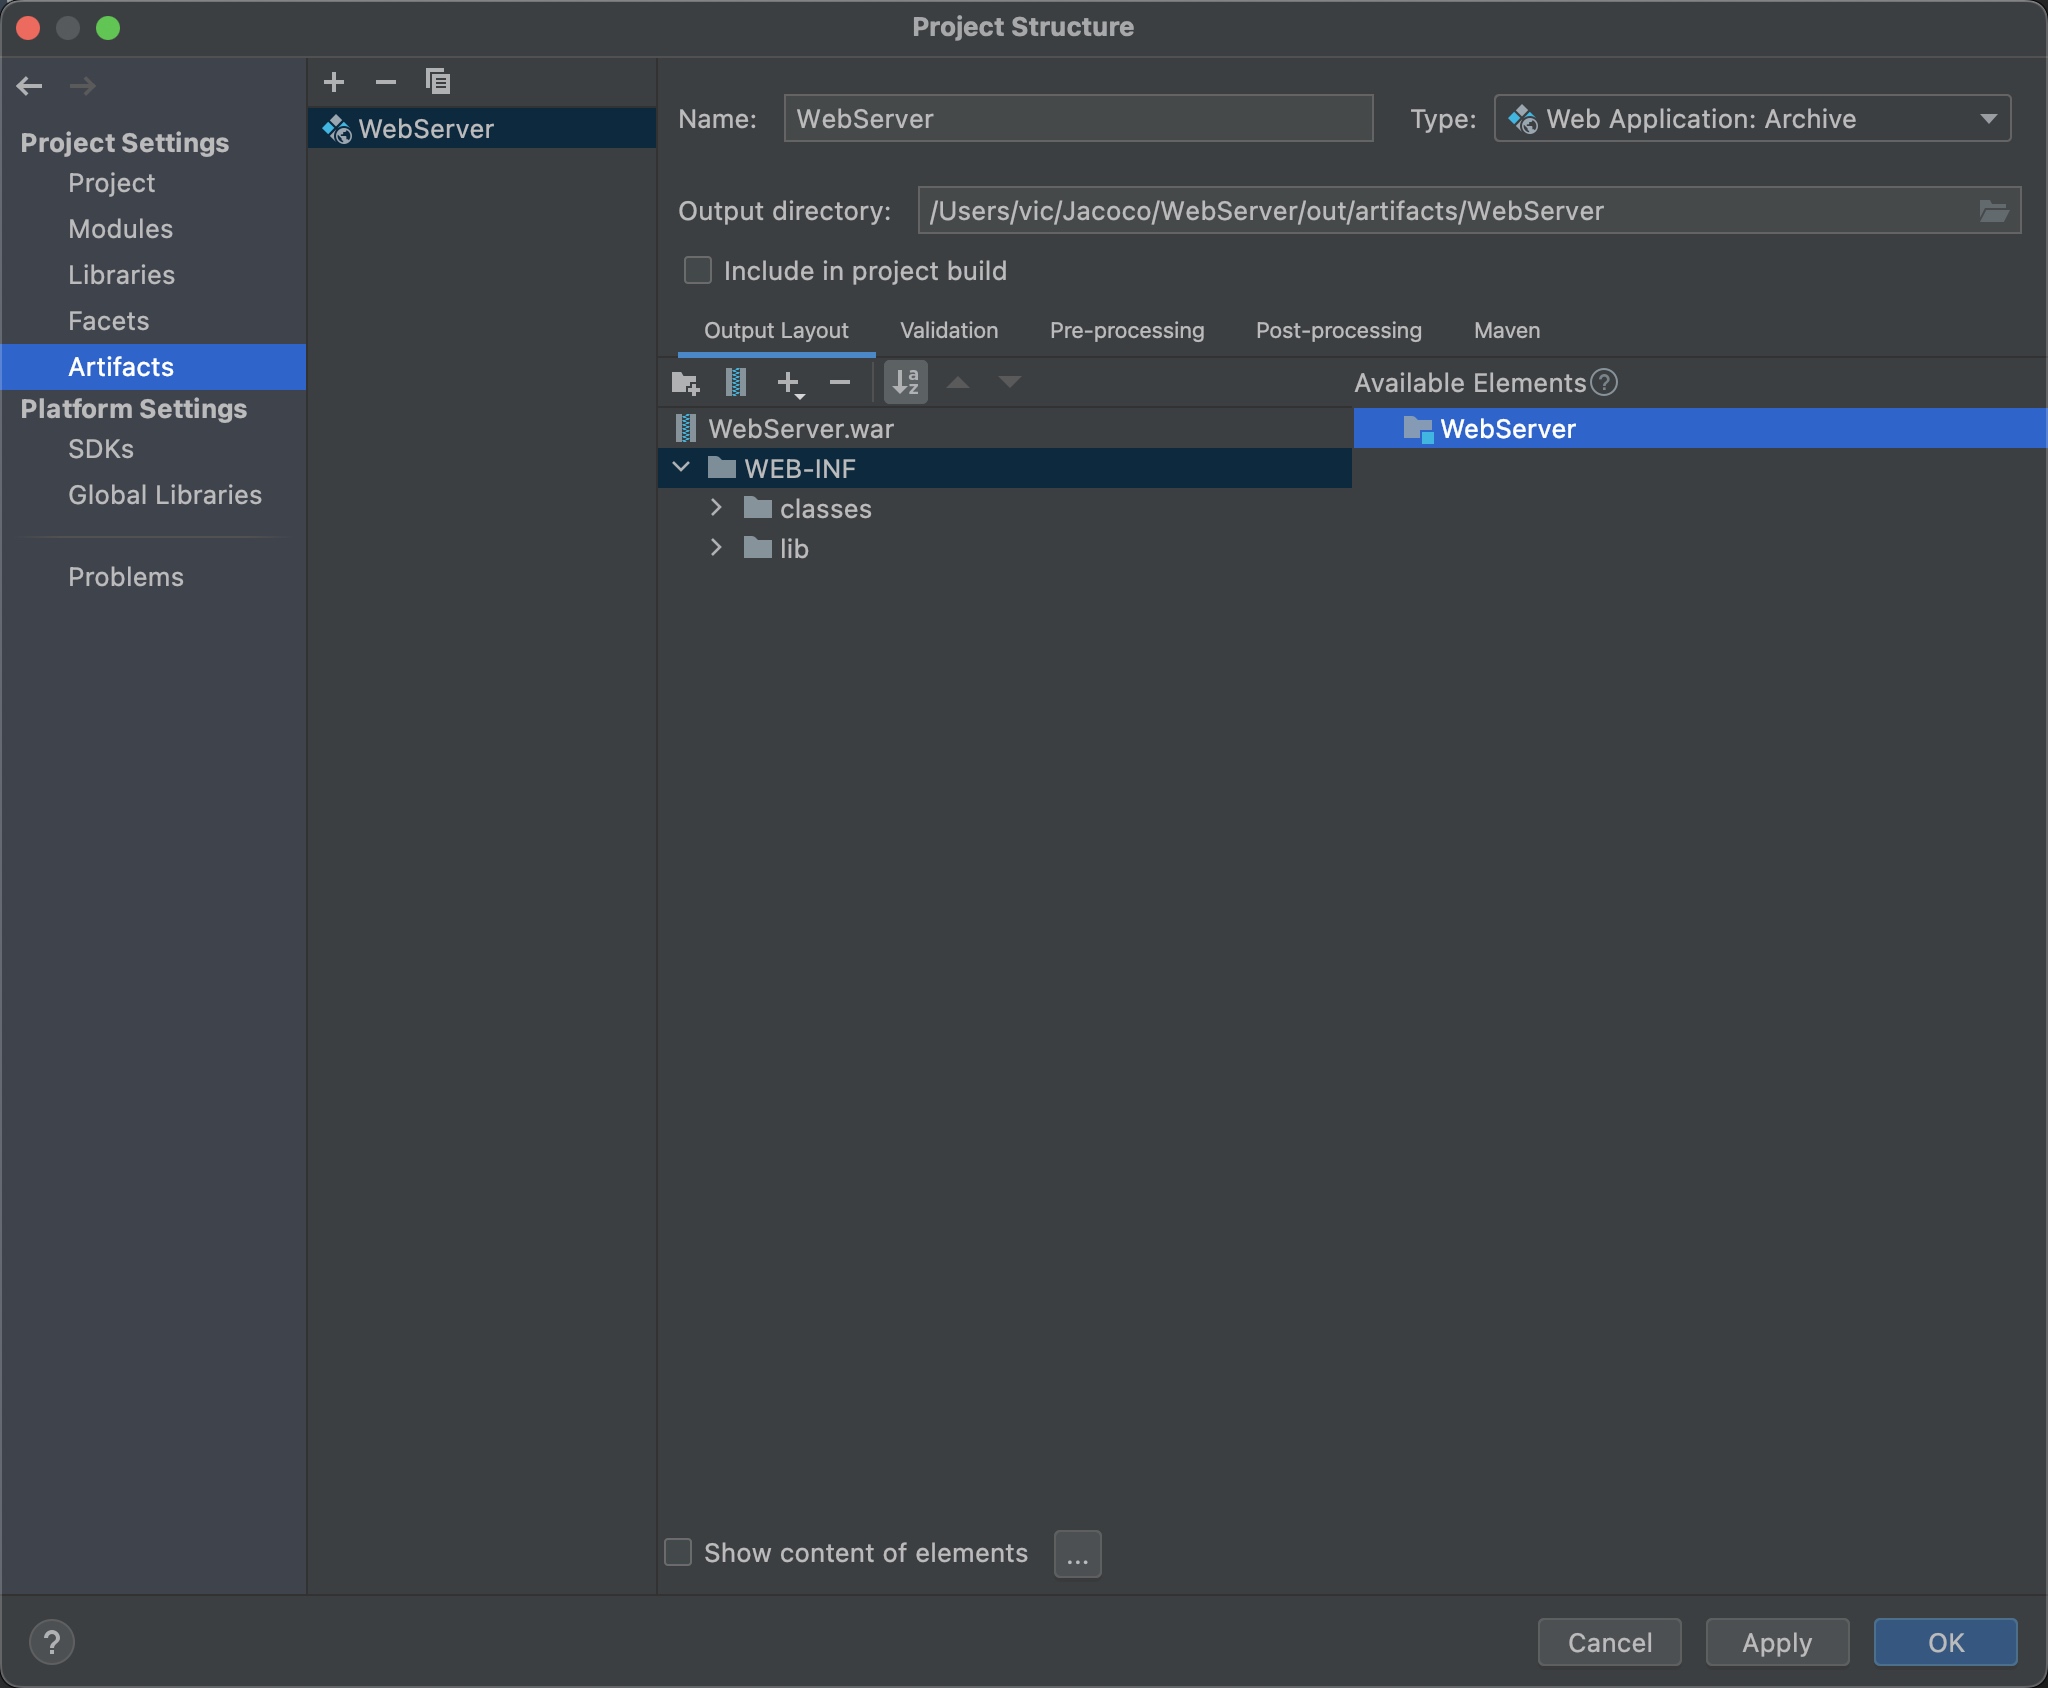 Project Structure
Project Settings
Project
Modules
Libraries
Facets
Artifacts
Platform Settings
SDKs
Global Libraries
Problems
WebServer
Name: WebServer Type: Web Application: Archive
Output directory: /Users/vic/Jacoco/WebServer/out/artifacts/WebServer
Include in project build
Output Layout Validation Pre-processing Post-processing Maven
a z Available Elements ?
WebServer.war
WEB-INF
classes
lib
WebServer
Show content of elements ...
? Cancel Apply OK